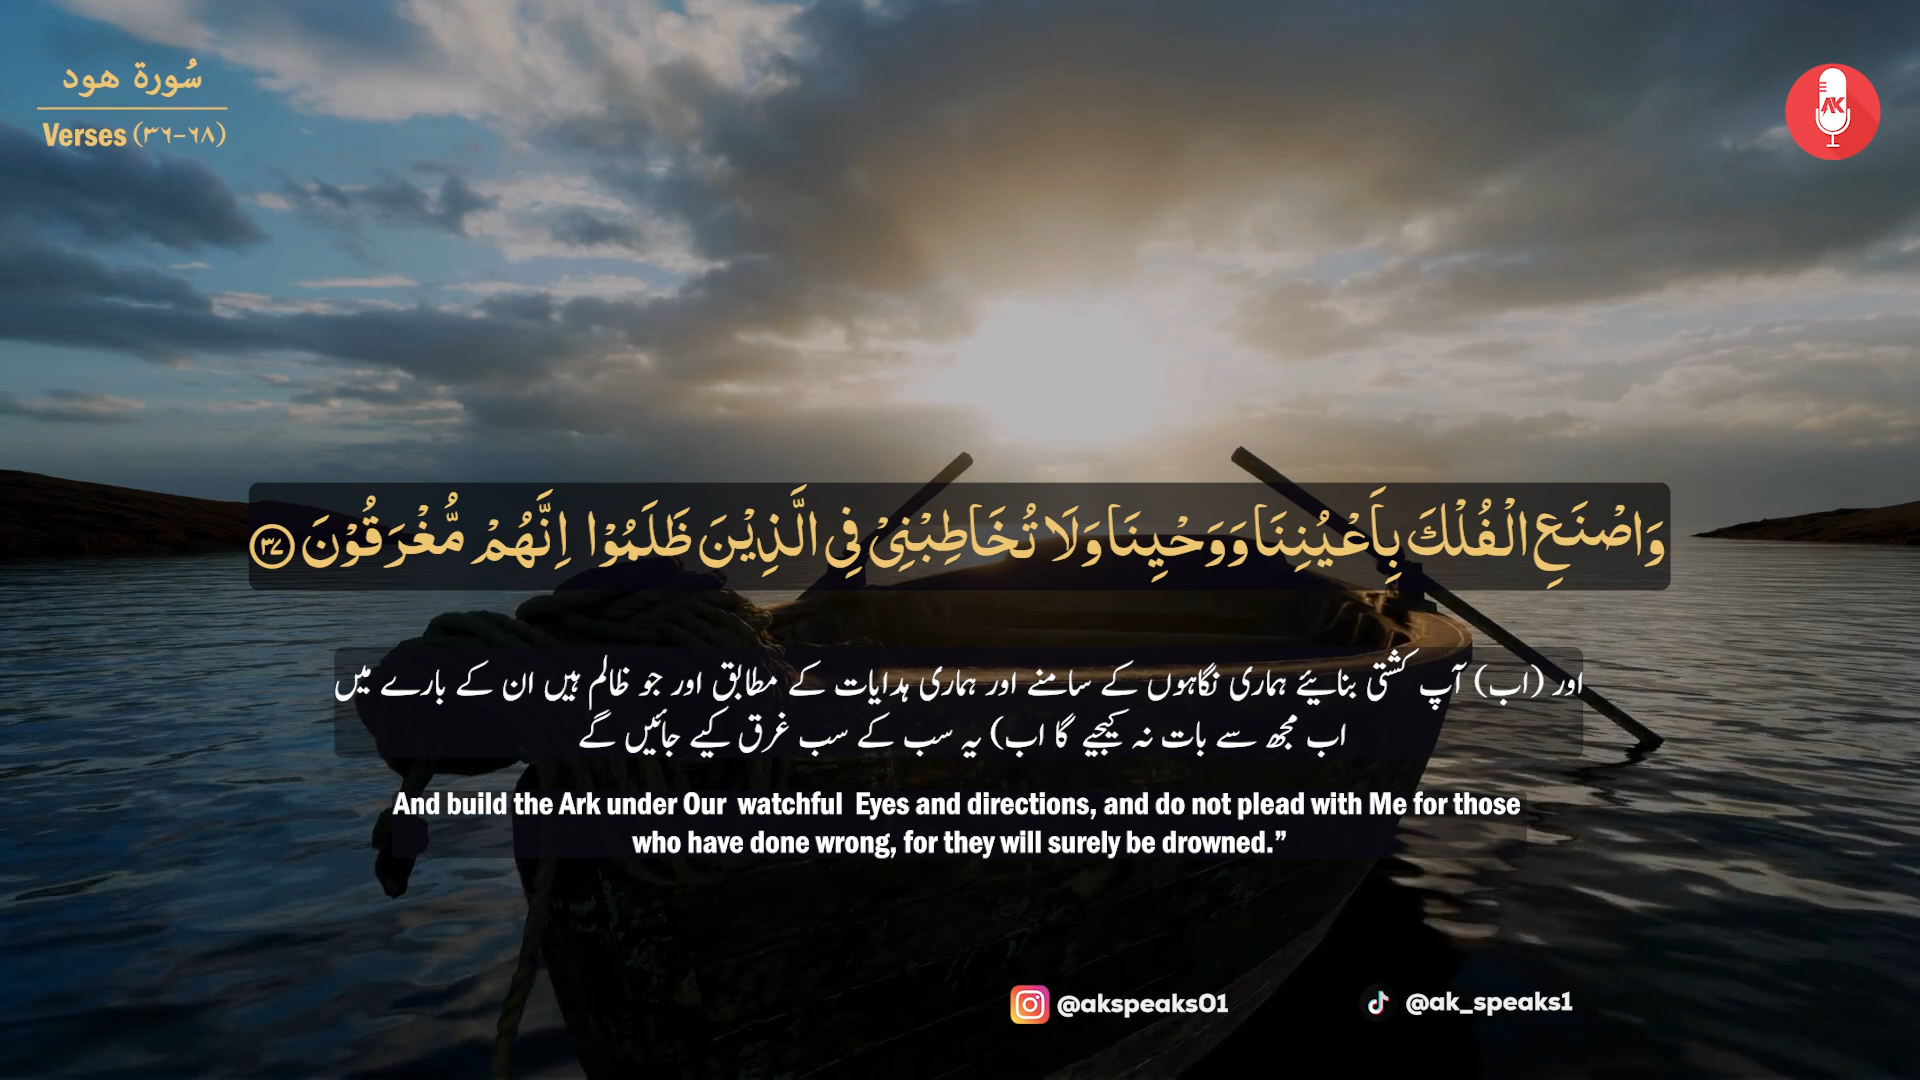 سُورة هود
Verses (٣٦-٦٨)
AK
وَاصْنَعِ الْفُلْكَ بِاَعْيُنِنَا وَوَحْيِنَا وَلَا تُخَاطِبْنِيْ فِي الَّذِيْنَ ظَلَمُوْا ۚ اِنَّهُمْ مُّغْرَقُوْنَ ٣٧
اور (اب) آپ کشتی بنایئے ہماری نگاہوں کے سامنے اور ہماری ہدایات کے مطابق اور جو ظالم ہیں ان کے بارے میں
اب مجھ سے بات نہ کیجیے گا اب) یہ سب کے سب غرق کیے جائیں گے
And build the Ark under Our watchful Eyes and directions, and do not plead with Me for those
who have done wrong, for they will surely be drowned.”
@akspeaks01
@ak_speaks1